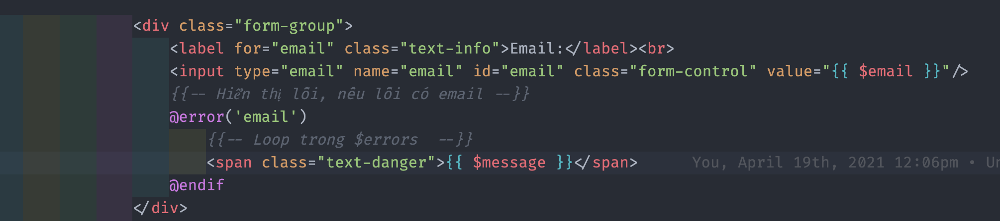 <div class="form-group">
<label for="email" class="text-info">Email:</label><br>
<input type="email" name="email" id="email" class="form-control" value="{{ $email }}"/>
{{-- Hiển thị lỗi, nêu lỗi có email --}}
@error('email')
{{-- Loop trong $errors  --}}
<span class="text-danger">{{ $message }}</span> You, April 19th, 2021 12:06pm •
@endif
</div>